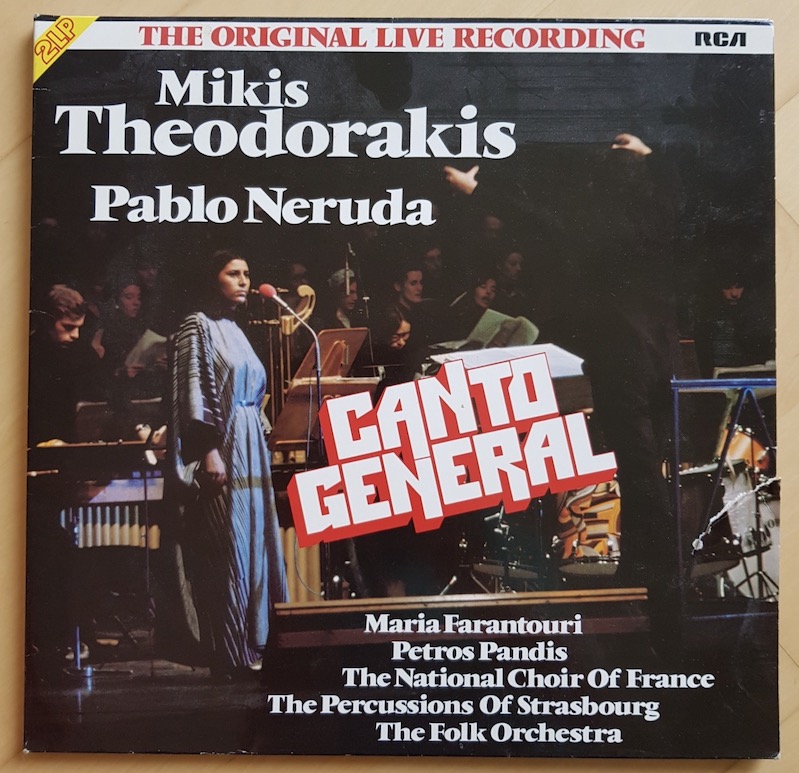 2LP
THE ORIGINAL LIVE RECORDING
RCA
Mikis
Theodorakis
Pablo Neruda
CANTO
GENERAL
Maria Farantouri
Petros Pandis
The National Choir Of France
The Percussions Of Strasbourg
The Folk Orchestra